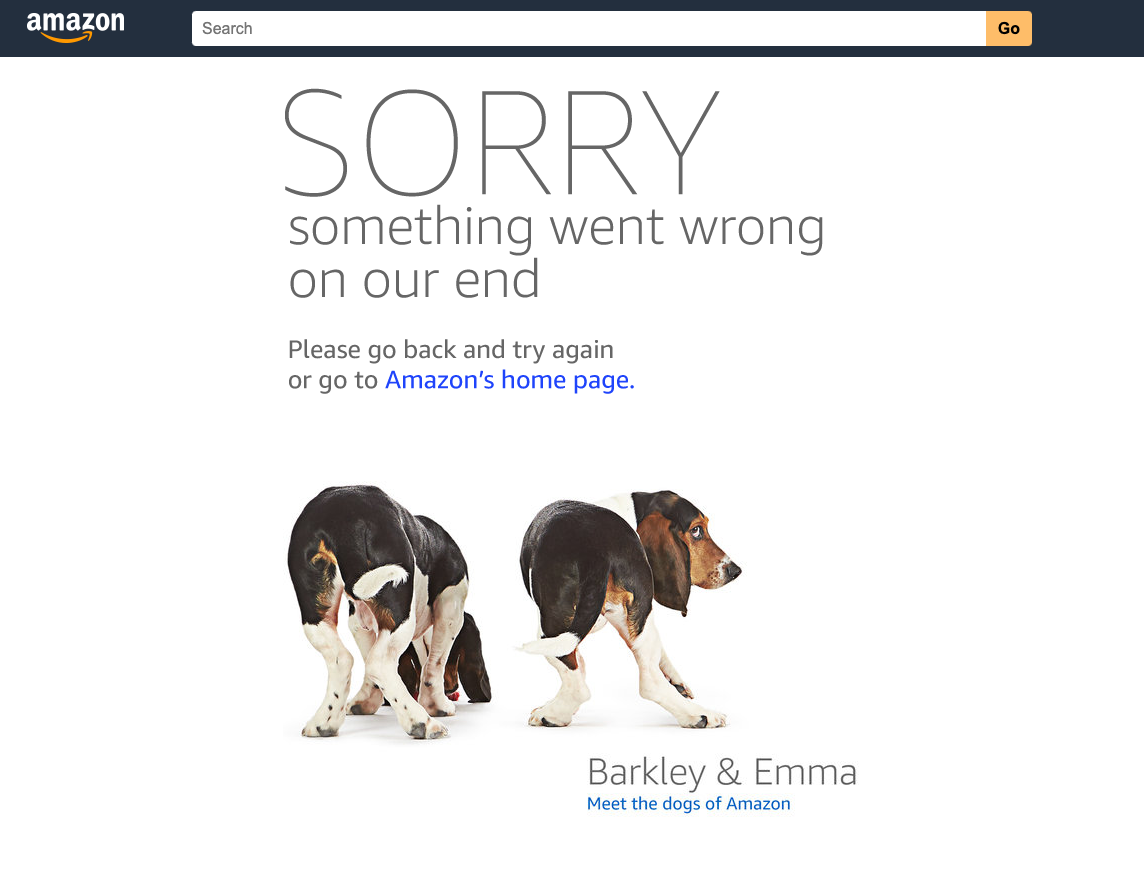 amazon
Search
Go
SORRY
something went wrong
on our end
Please go back and try again
or go to Amazon’s home page.
Barkley & Emma
Meet the dogs of Amazon